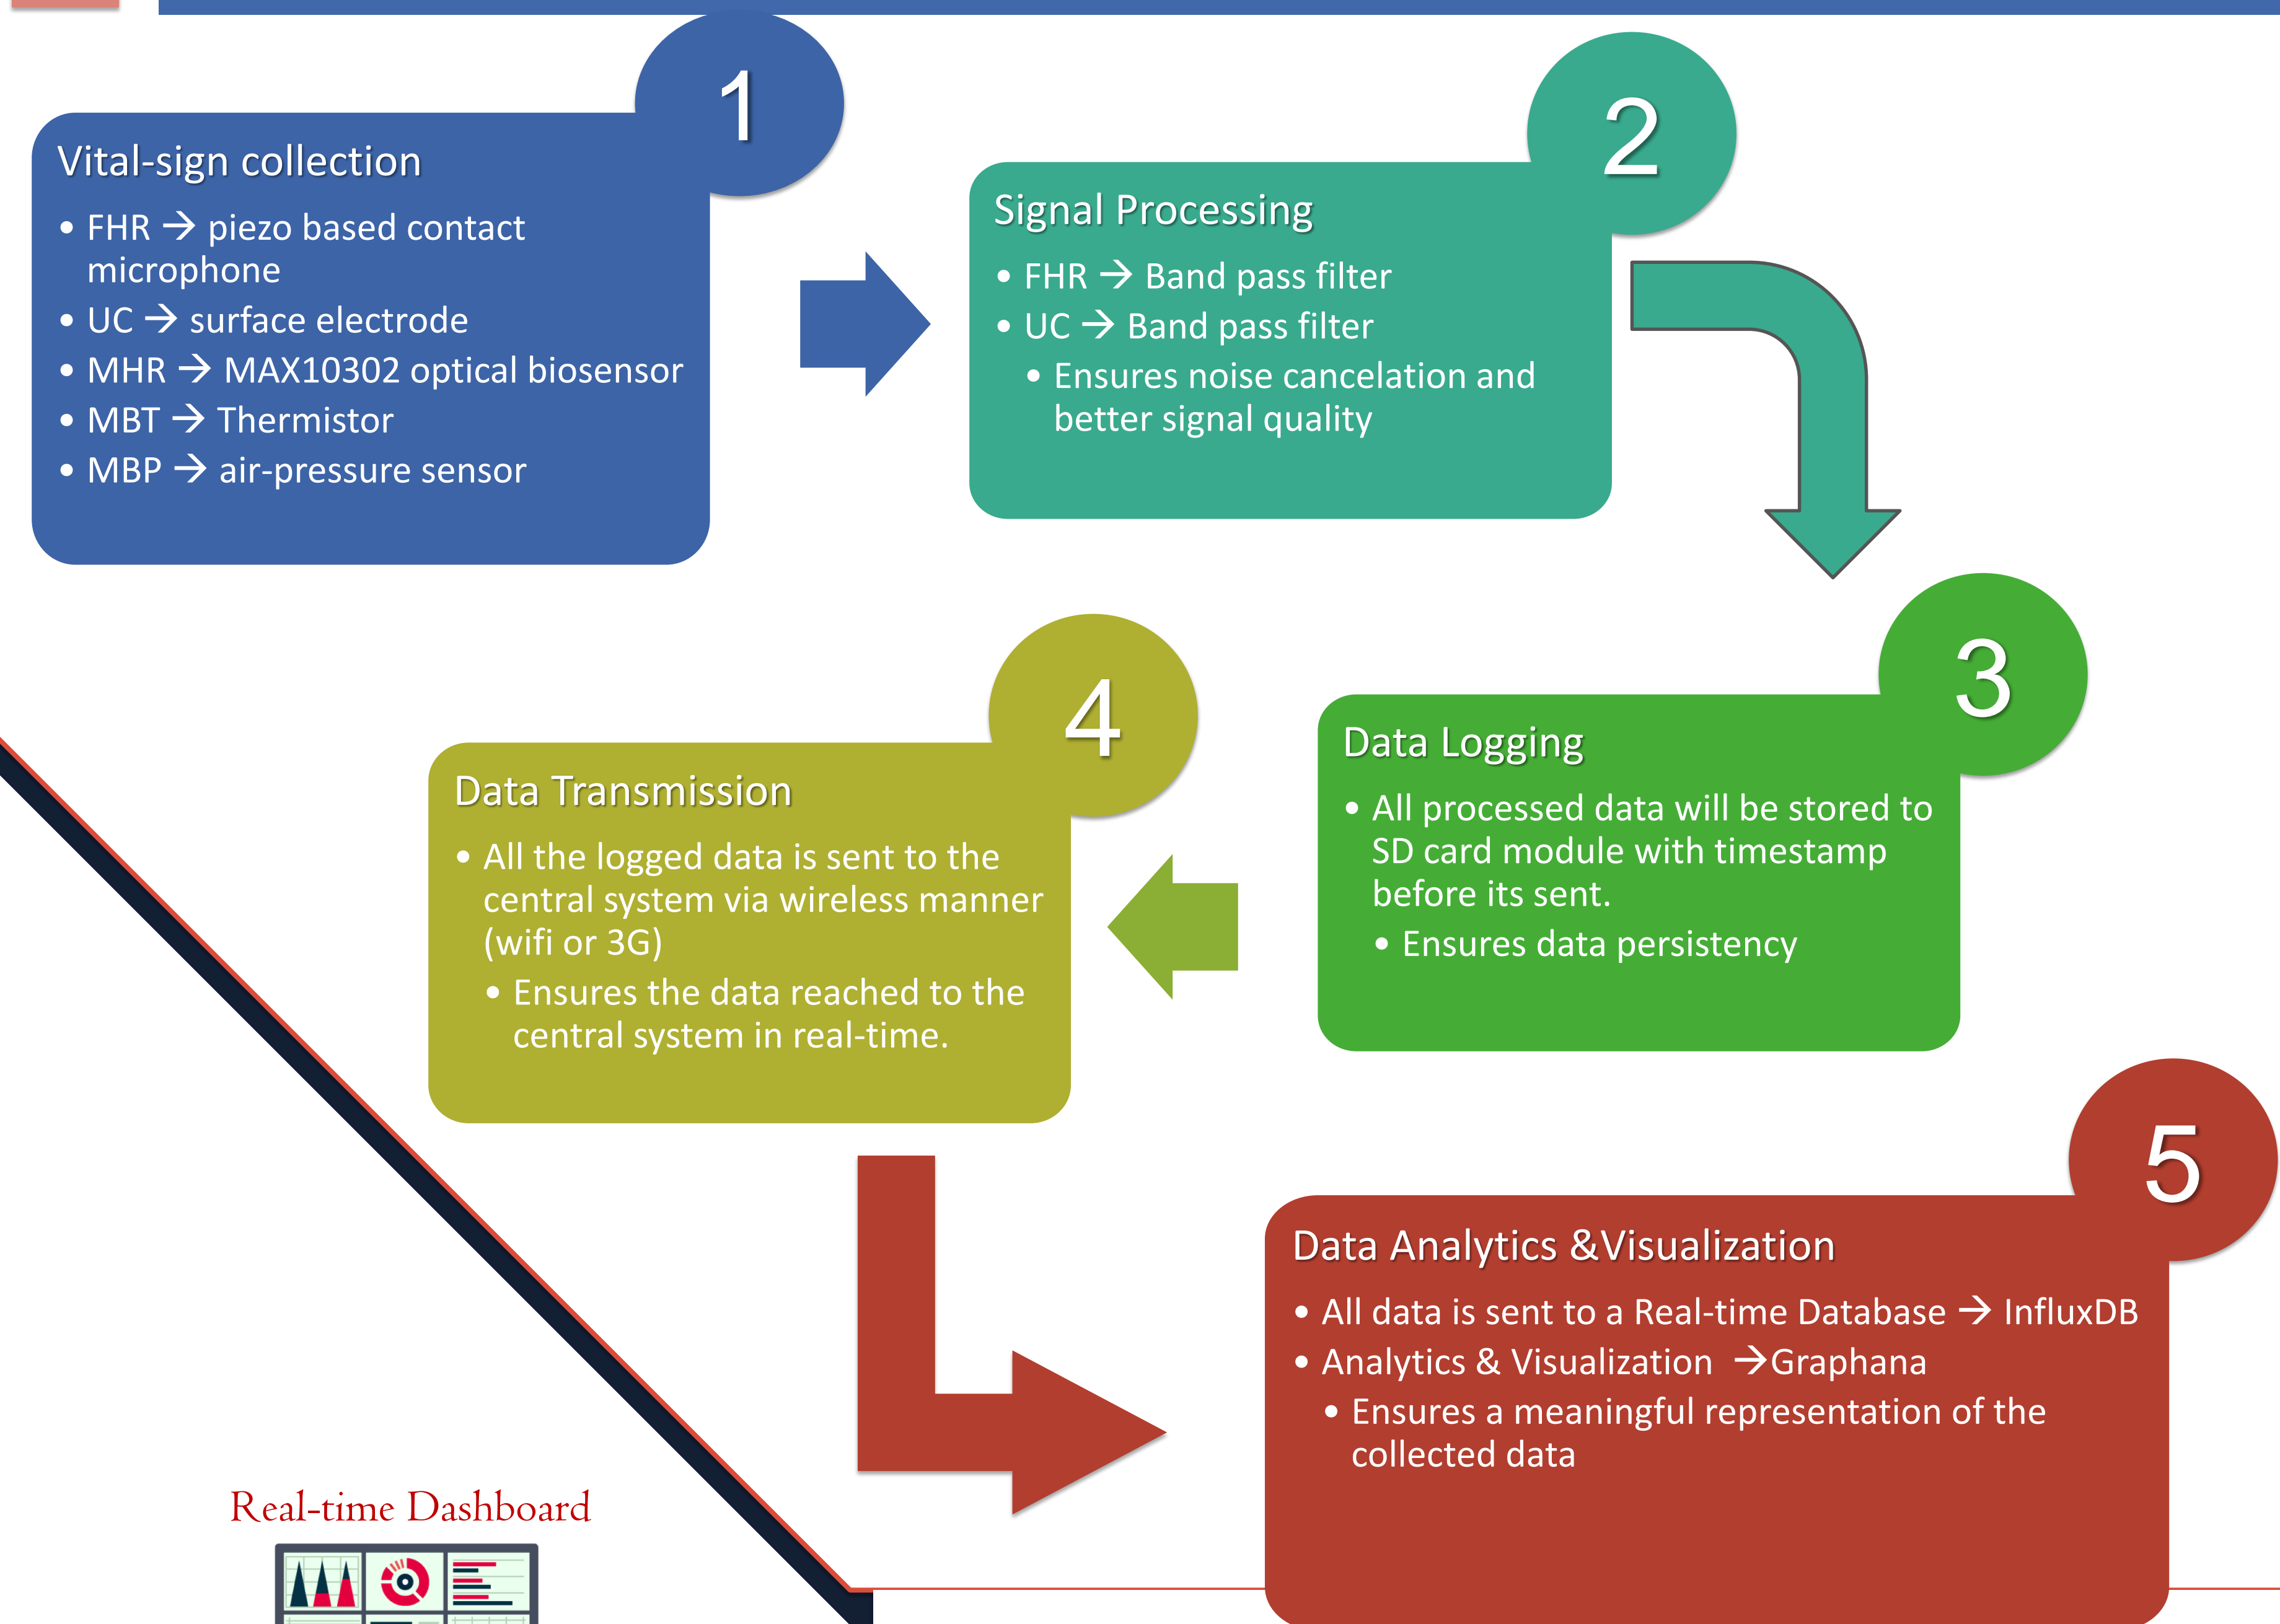 1
Vital-sign collection
• FHR → piezo based contact
microphone
• UC → surface electrode
• MHR → MAX10302 optical biosensor
• MBT → Thermistor
• MBP → air-pressure sensor
2
Signal Processing
• FHR → Band pass filter
• UC → Band pass filter
• Ensures noise cancelation and
better signal quality
3
Data Logging
• All processed data will be stored to
SD card module with timestamp
before its sent.
• Ensures data persistency
4
Data Transmission
• All the logged data is sent to the
central system via wireless manner
(wifi or 3G)
• Ensures the data reached to the
central system in real-time.
5
Data Analytics &Visualization
• All data is sent to a Real-time Database → InfluxDB
• Analytics & Visualization →Graphana
• Ensures a meaningful representation of the
collected data
Real-time Dashboard